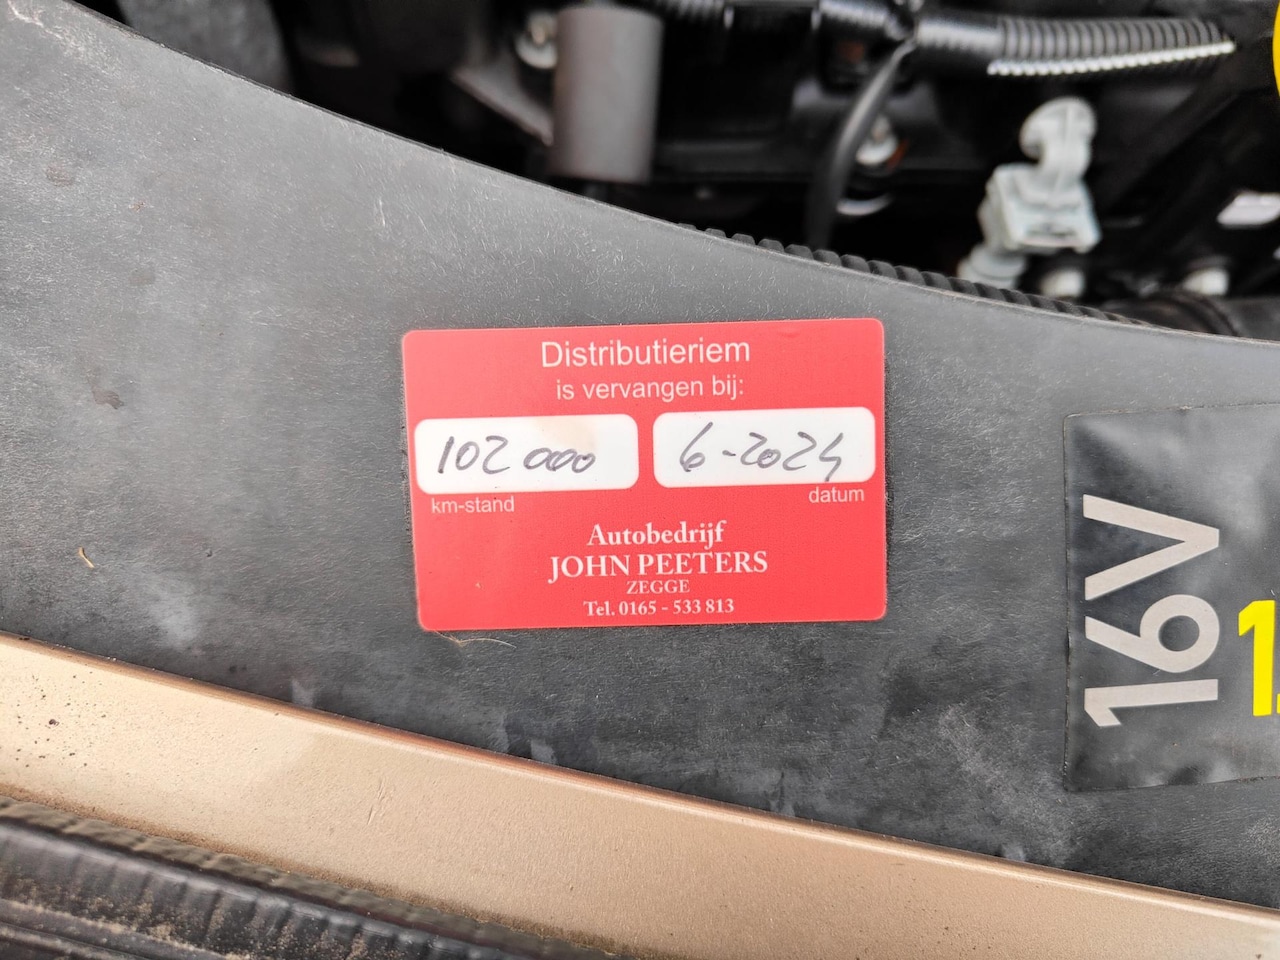 Distributieriem
is vervangen bij:
102 000 6-2024
km-stand datum
Autobedrijf
JOHN PEETERS
ZEGGE
Tel. 0165 - 533 813
16V
1.